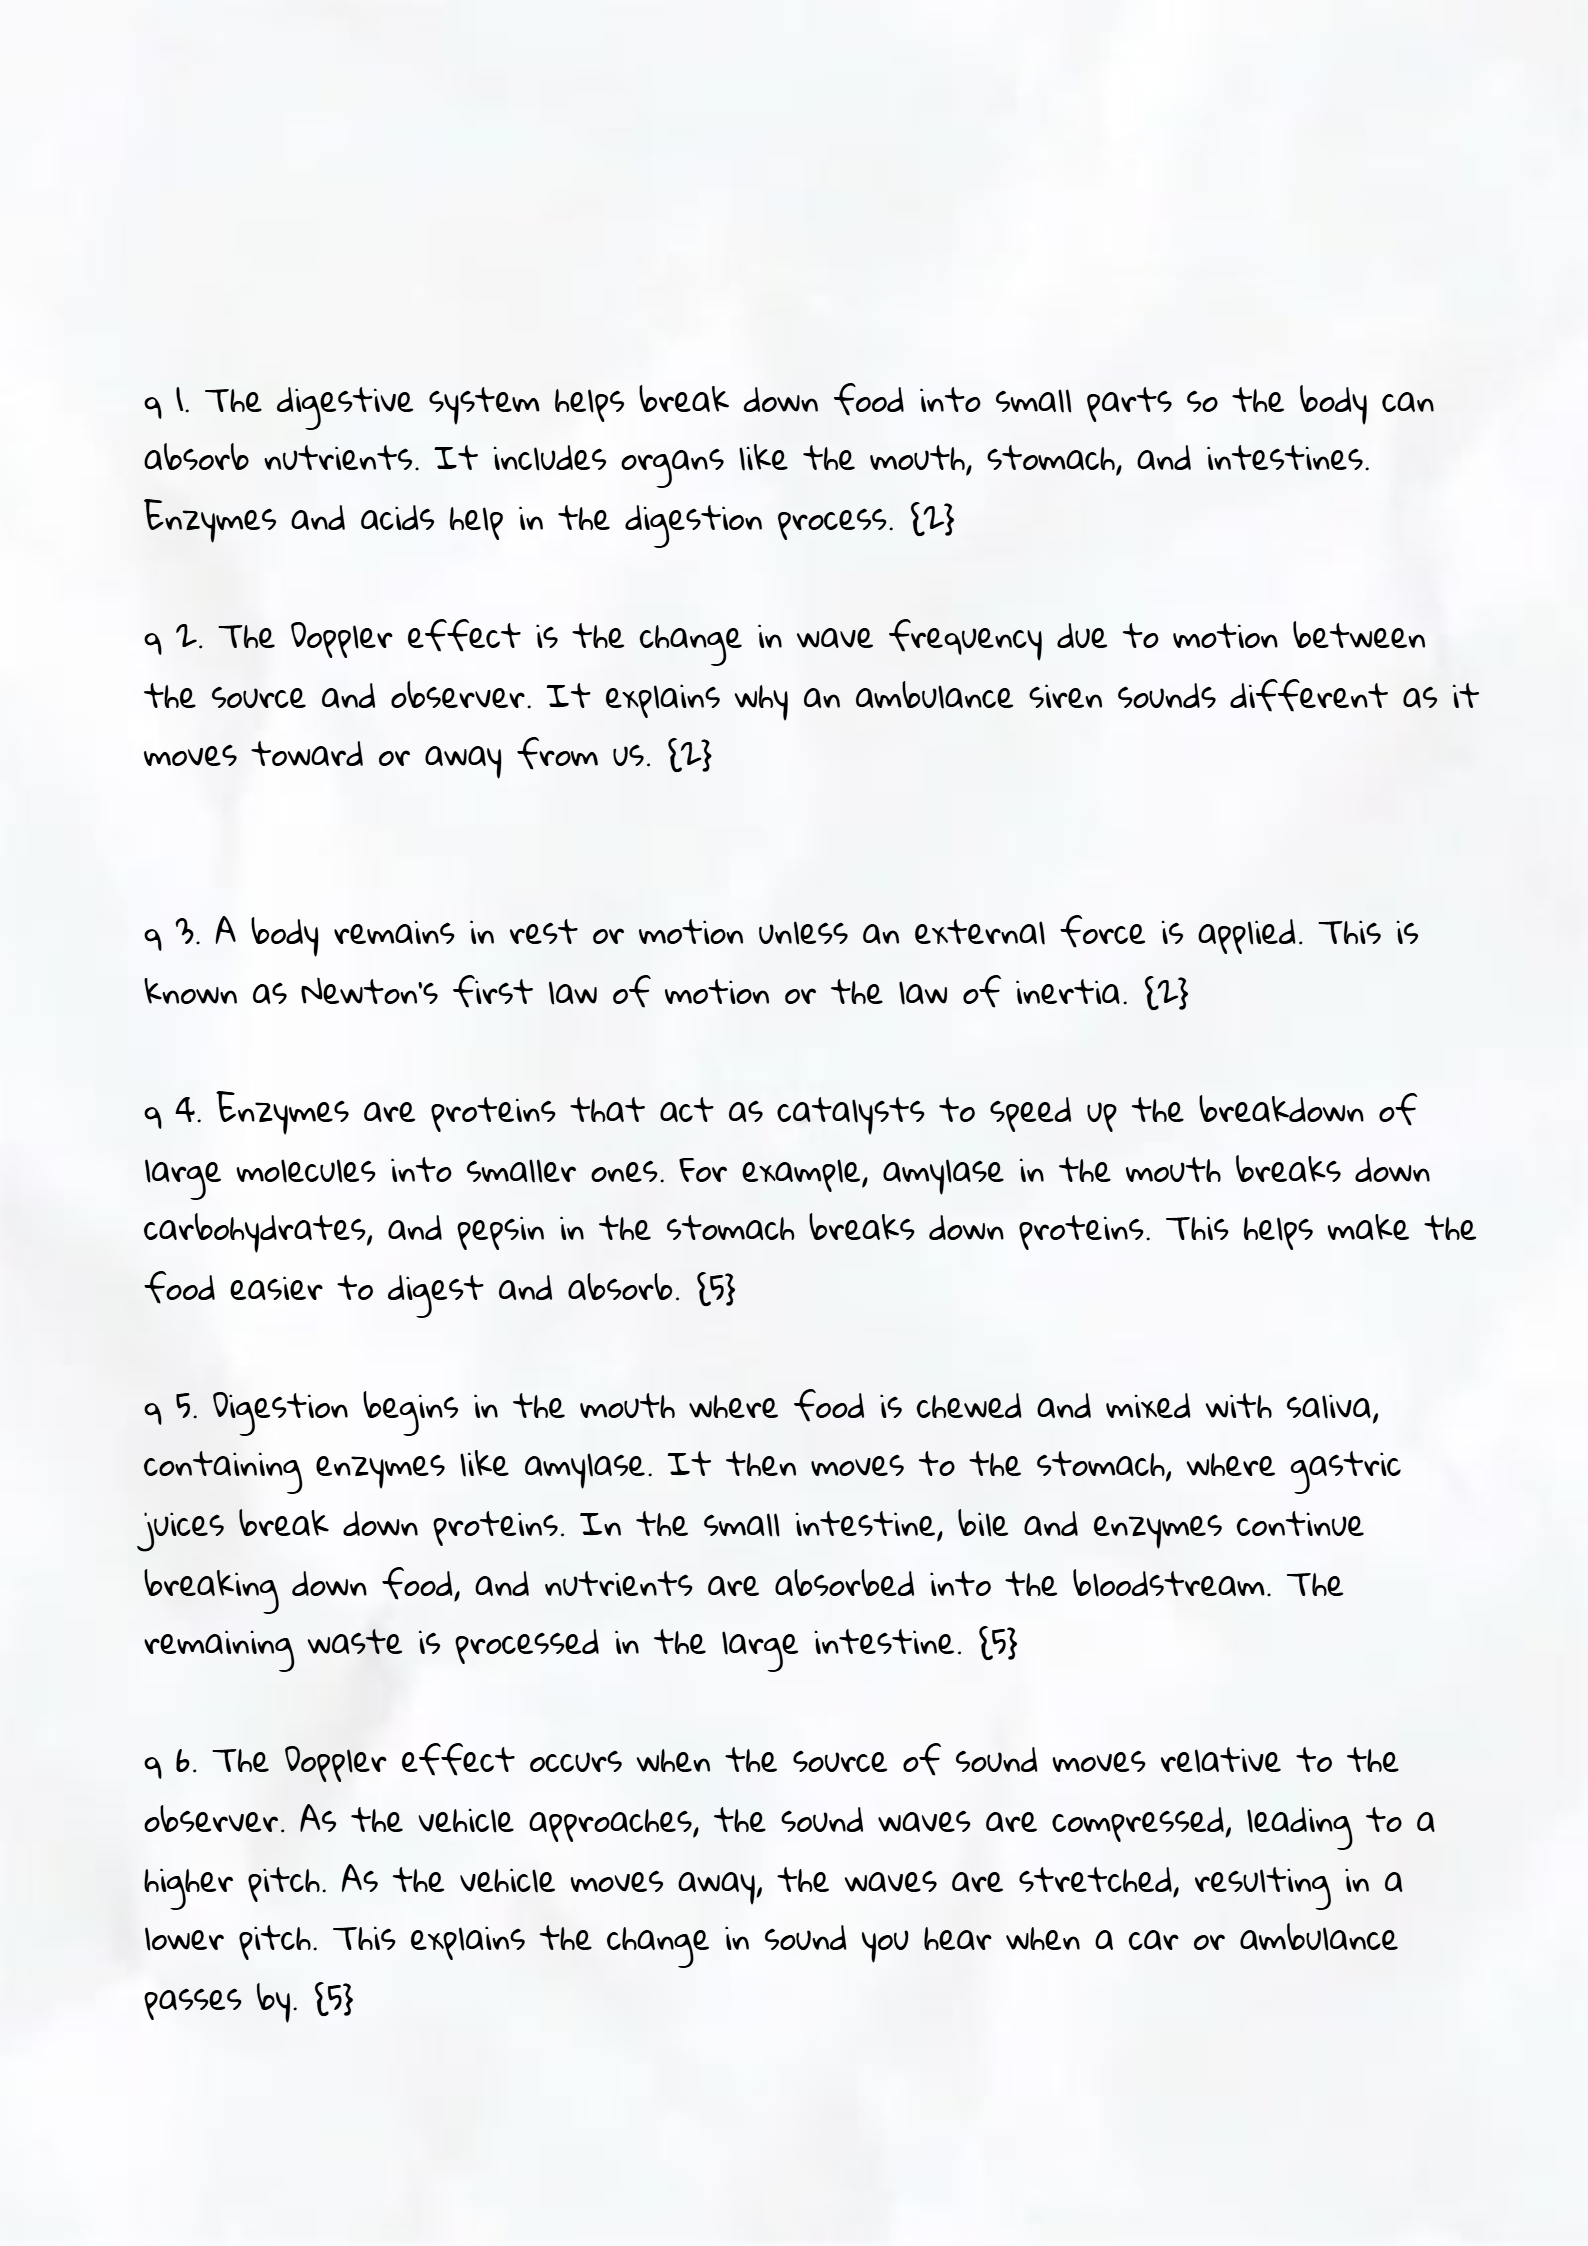 q 1. The digestive system helps break down food into small parts so the body can
absorb nutrients. It includes organs like the mouth, stomach, and intestines.
Enzymes and acids help in the digestion process. {2}
q 2. The Doppler effect is the change in wave frequency due to motion between
the source and observer. It explains why an ambulance siren sounds different as it
moves toward or away from us. {2}
q 3. A body remains in rest or motion unless an external force is applied. This is
known as Newton's first law of motion or the law of inertia. {2}
q 4. Enzymes are proteins that act as catalysts to speed up the breakdown of
large molecules into smaller ones. For example, amylase in the mouth breaks down
carbohydrates, and pepsin in the stomach breaks down proteins. This helps make the
food easier to digest and absorb. {5}
q 5. Digestion begins in the mouth where food is chewed and mixed with saliva,
containing enzymes like amylase. It then moves to the stomach, where gastric
juices break down proteins. In the small intestine, bile and enzymes continue
breaking down food, and nutrients are absorbed into the bloodstream. The
remaining waste is processed in the large intestine. {5}
q 6. The Doppler effect occurs when the source of sound moves relative to the
observer. As the vehicle approaches, the sound waves are compressed, leading to a
higher pitch. As the vehicle moves away, the waves are stretched, resulting in a
lower pitch. This explains the change in sound you hear when a car or ambulance
passes by. {5}